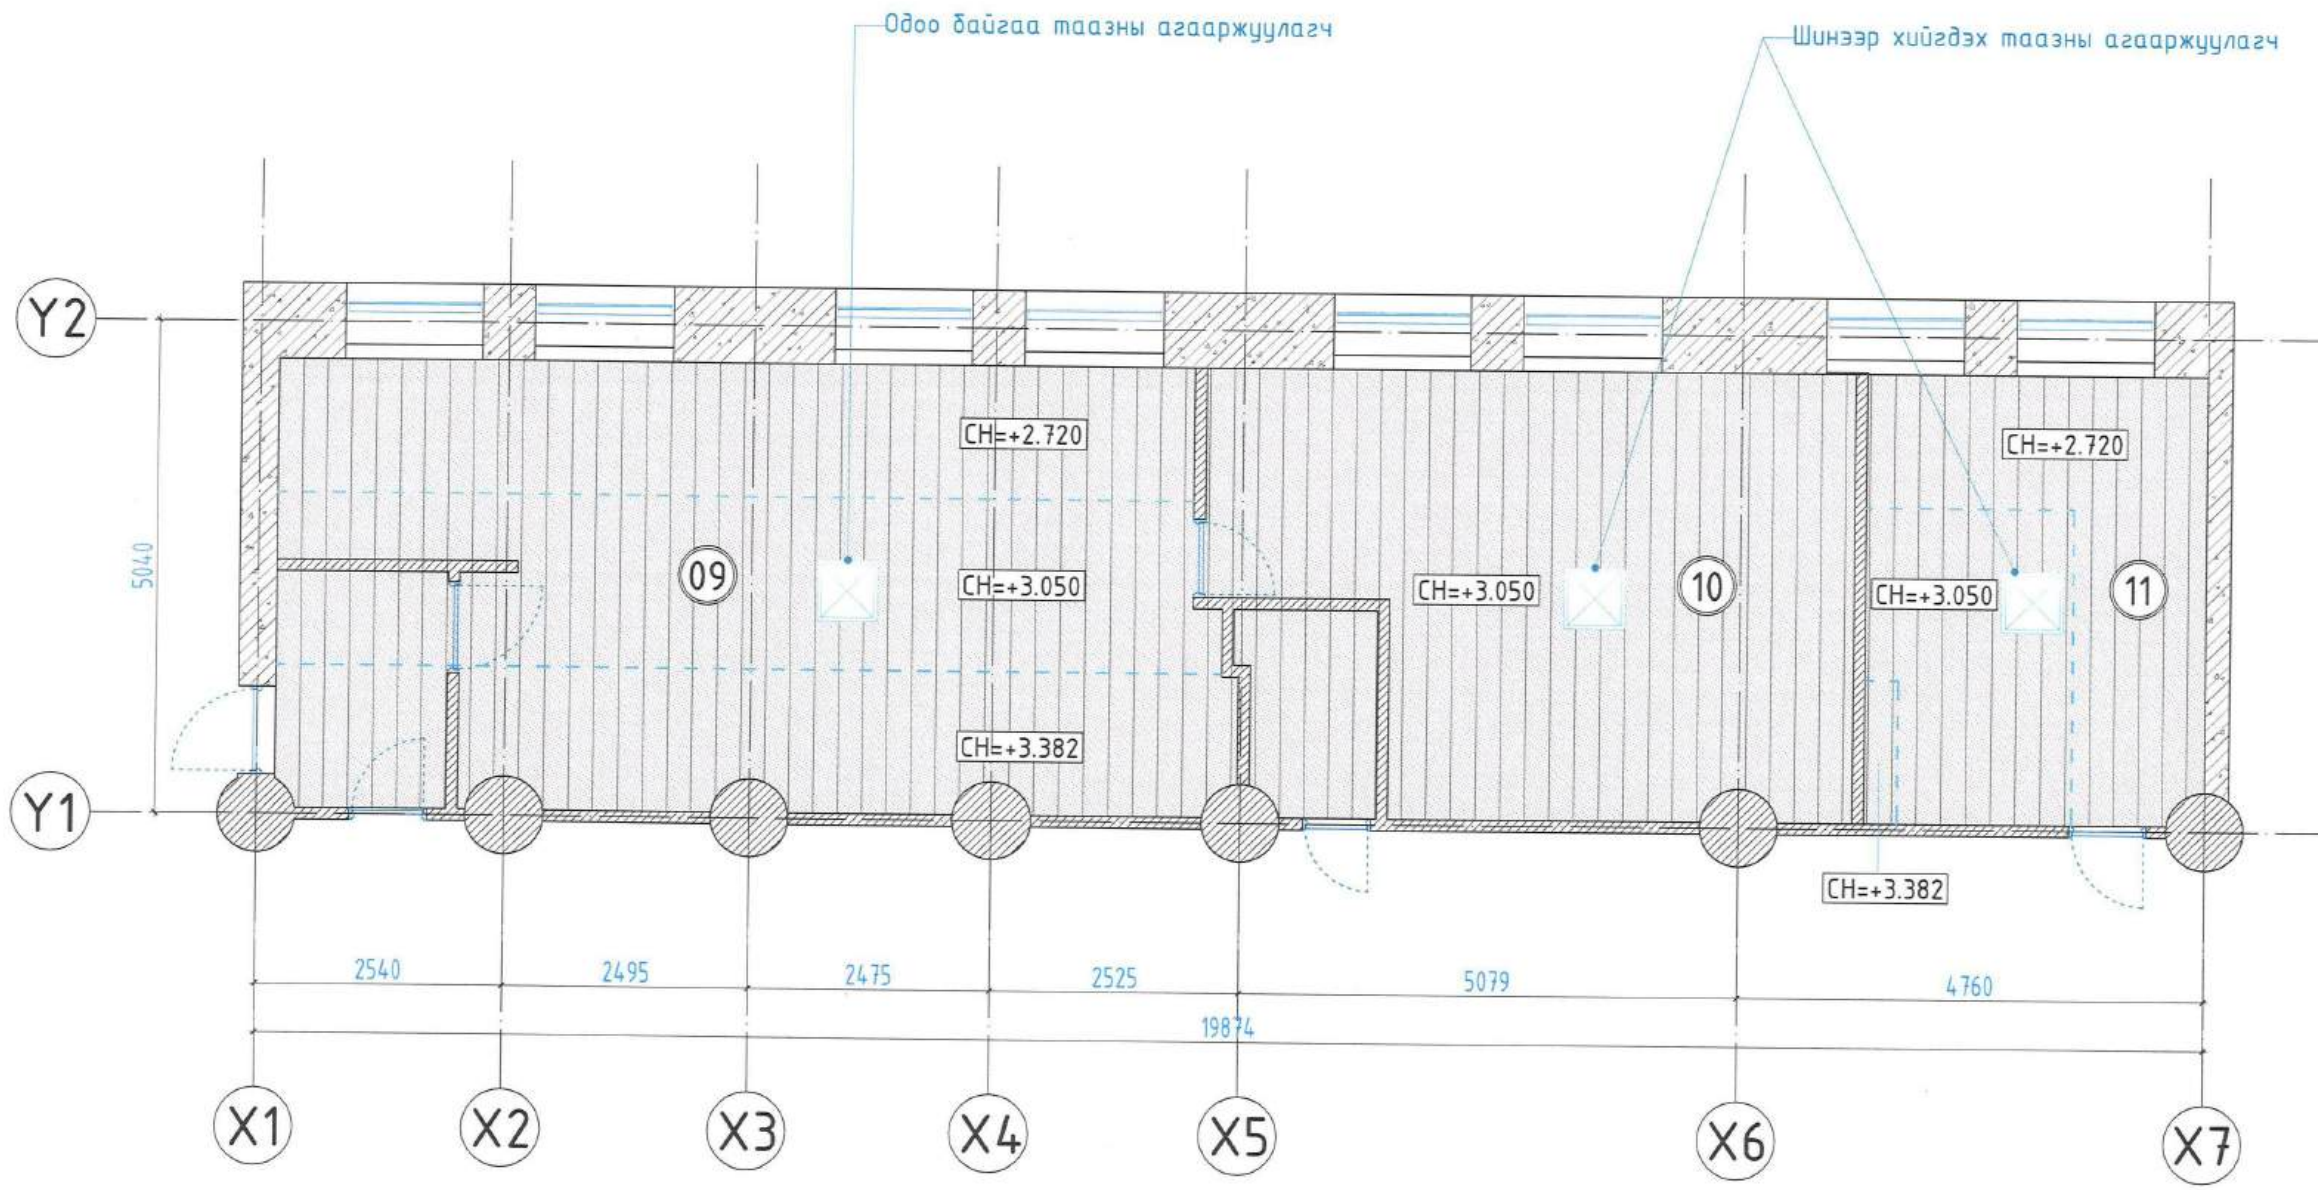 Одоо байгаа таазны агааржуулагч
Шинээр хийгдэх таазны агааржуулагч
Y2
CH=+2.720
CH=+2.720
5040
09
CH=+3.050
CH=+3.050
10
CH=+3.050
11
CH=+3.382
Y1
CH=+3.382
2540
2495
2475
2525
5079
4760
19874
X1
X2
X3
X4
X5
X6
X7